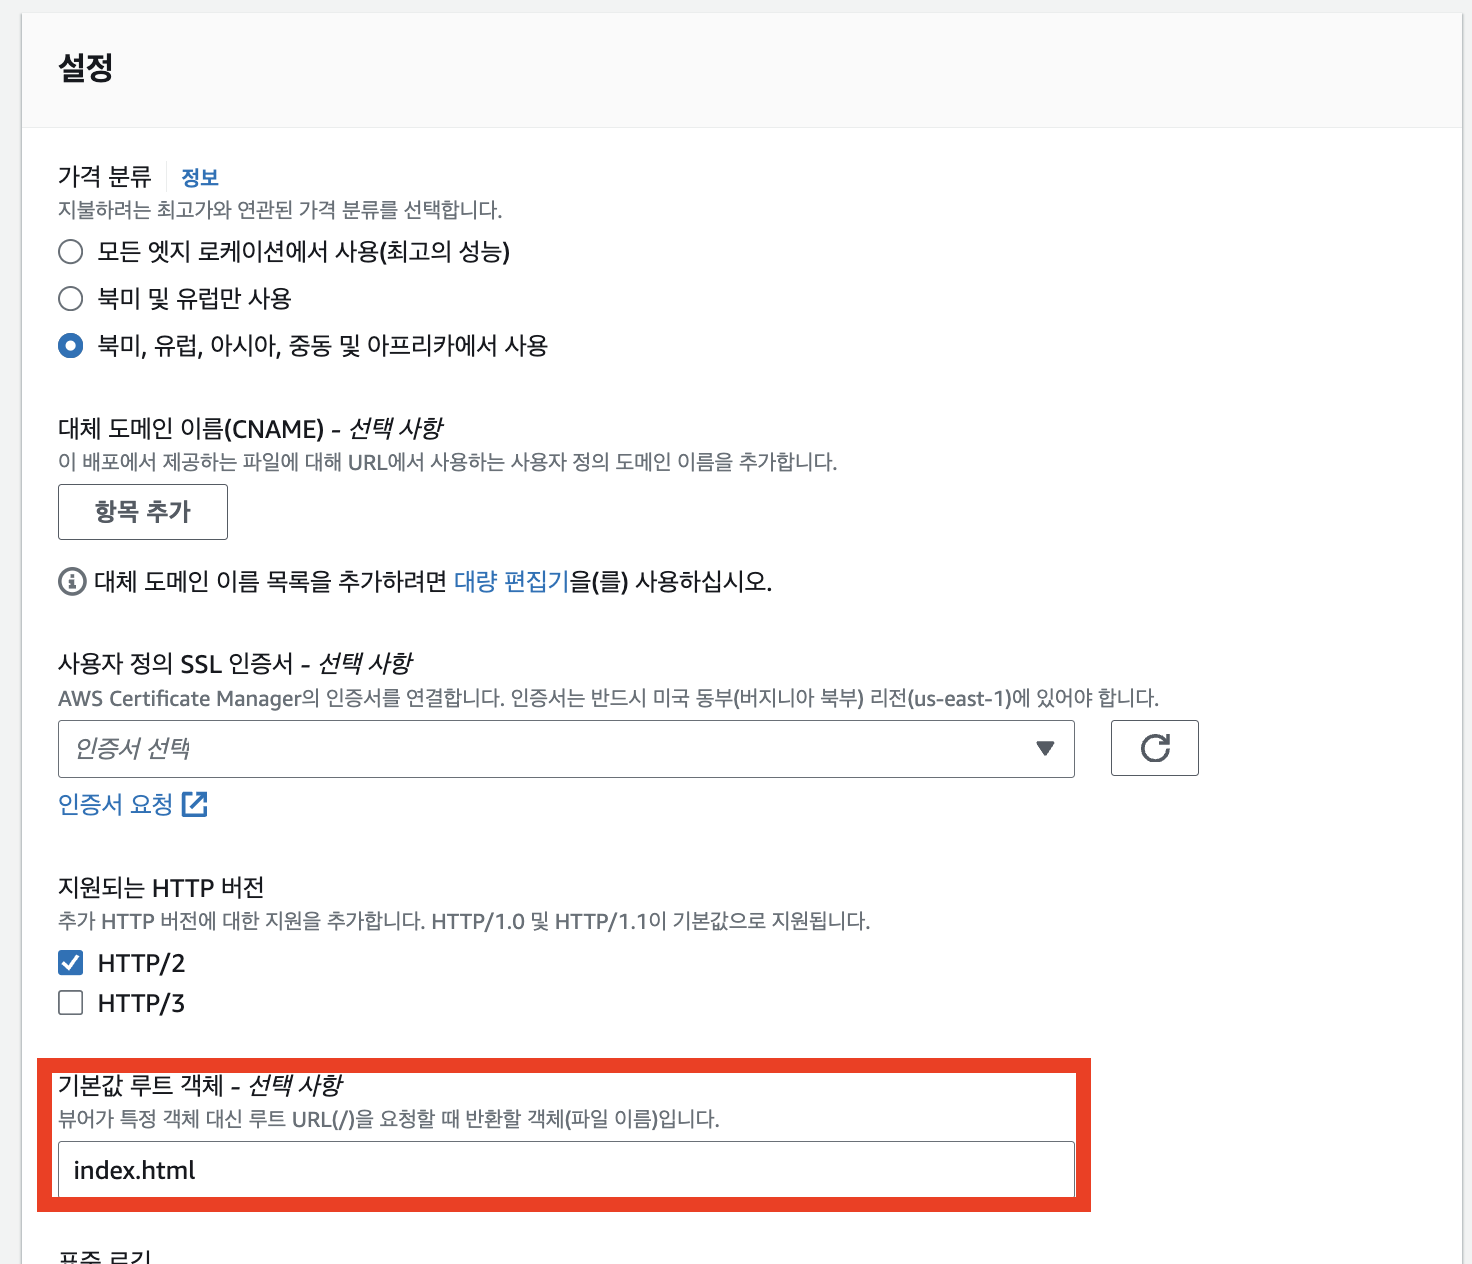 설정
가격 분류 정보
지불하려는 최고가와 연관된 가격 분류를 선택합니다.
모든 엣지 로케이션에서 사용(최고의 성능)
북미 및 유럽만 사용
북미, 유럽, 아시아, 중동 및 아프리카에서 사용
대체 도메인 이름(CNAME) - 선택 사항
이 배포에서 제공하는 파일에 대해 URL에서 사용하는 사용자 정의 도메인 이름을 추가합니다.
항목 추가
대체 도메인 이름 목록을 추가하려면 대량 편집기을(를) 사용하십시오.
사용자 정의 SSL 인증서 - 선택 사항
AWS Certificate Manager의 인증서를 연결합니다. 인증서는 반드시 미국 동부(버지니아 북부) 리전(us-east-1)에 있어야 합니다.
인증서 선택
인증서 요청
지원되는 HTTP 버전
추가 HTTP 버전에 대한 지원을 추가합니다. HTTP/1.0 및 HTTP/1.1이 기본값으로 지원됩니다.
HTTP/2
HTTP/3
기본값 루트 객체 - 선택 사항
뷰어가 특정 객체 대신 루트 URL(/)을 요청할 때 반환할 객체(파일 이름)입니다.
index.html
표준 로깅